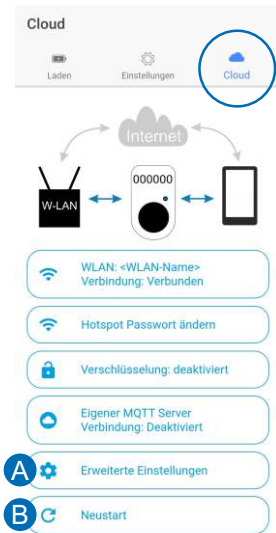 Cloud
Laden
Einstellungen
Cloud
Internet
W-LAN
000000
WLAN: <WLAN-Name>
Verbindung: Verbunden
Hotspot Passwort ändern
Verschlüsselung: deaktiviert
Eigener MQTT Server
Verbindung: Deaktiviert
A
Erweiterte Einstellungen
B
Neustart